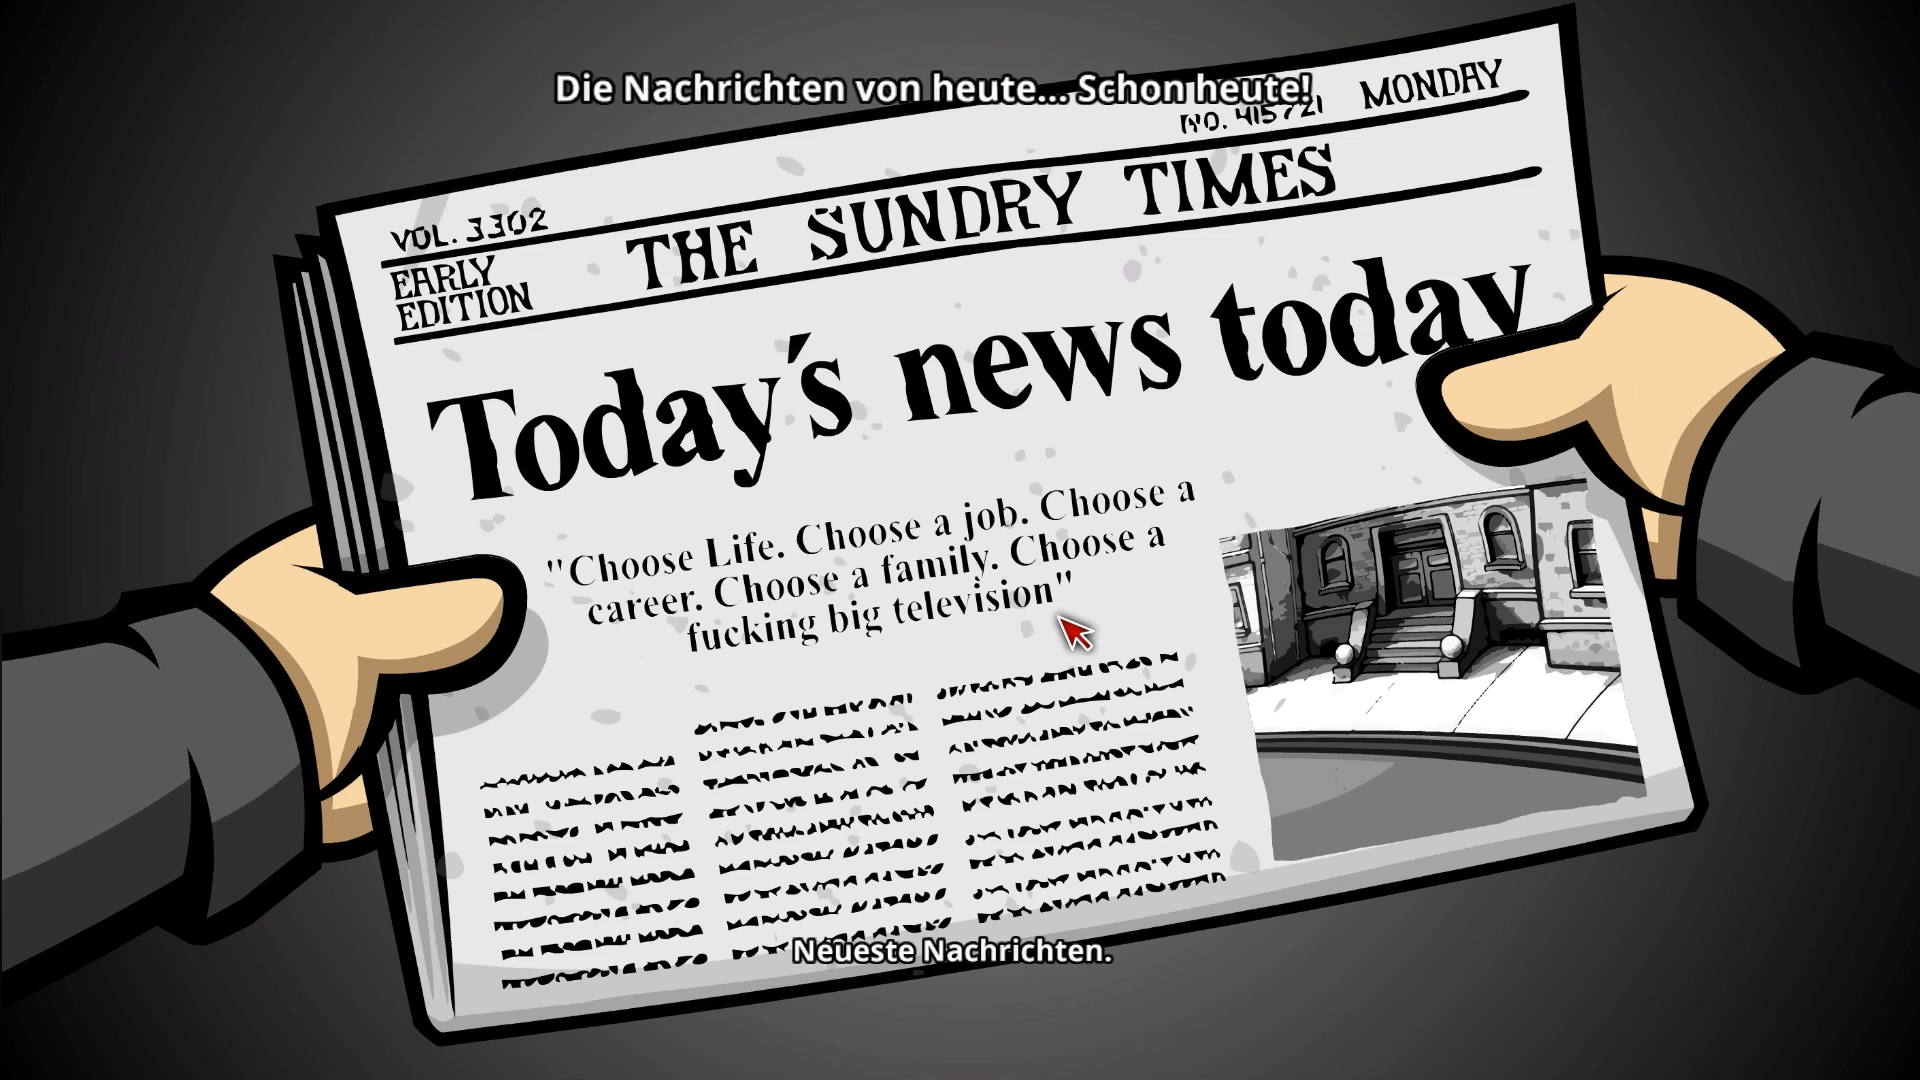 Die Nachrichten von heute... Schon heute!
NO. 415721 MONDAY
VOL. 3302
THE SUNDRY TIMES
EARLY
EDITION
Today's news today
"Choose Life. Choose a job. Choose a
career. Choose a family. Choose a
fucking big television"
Neueste Nachrichten.